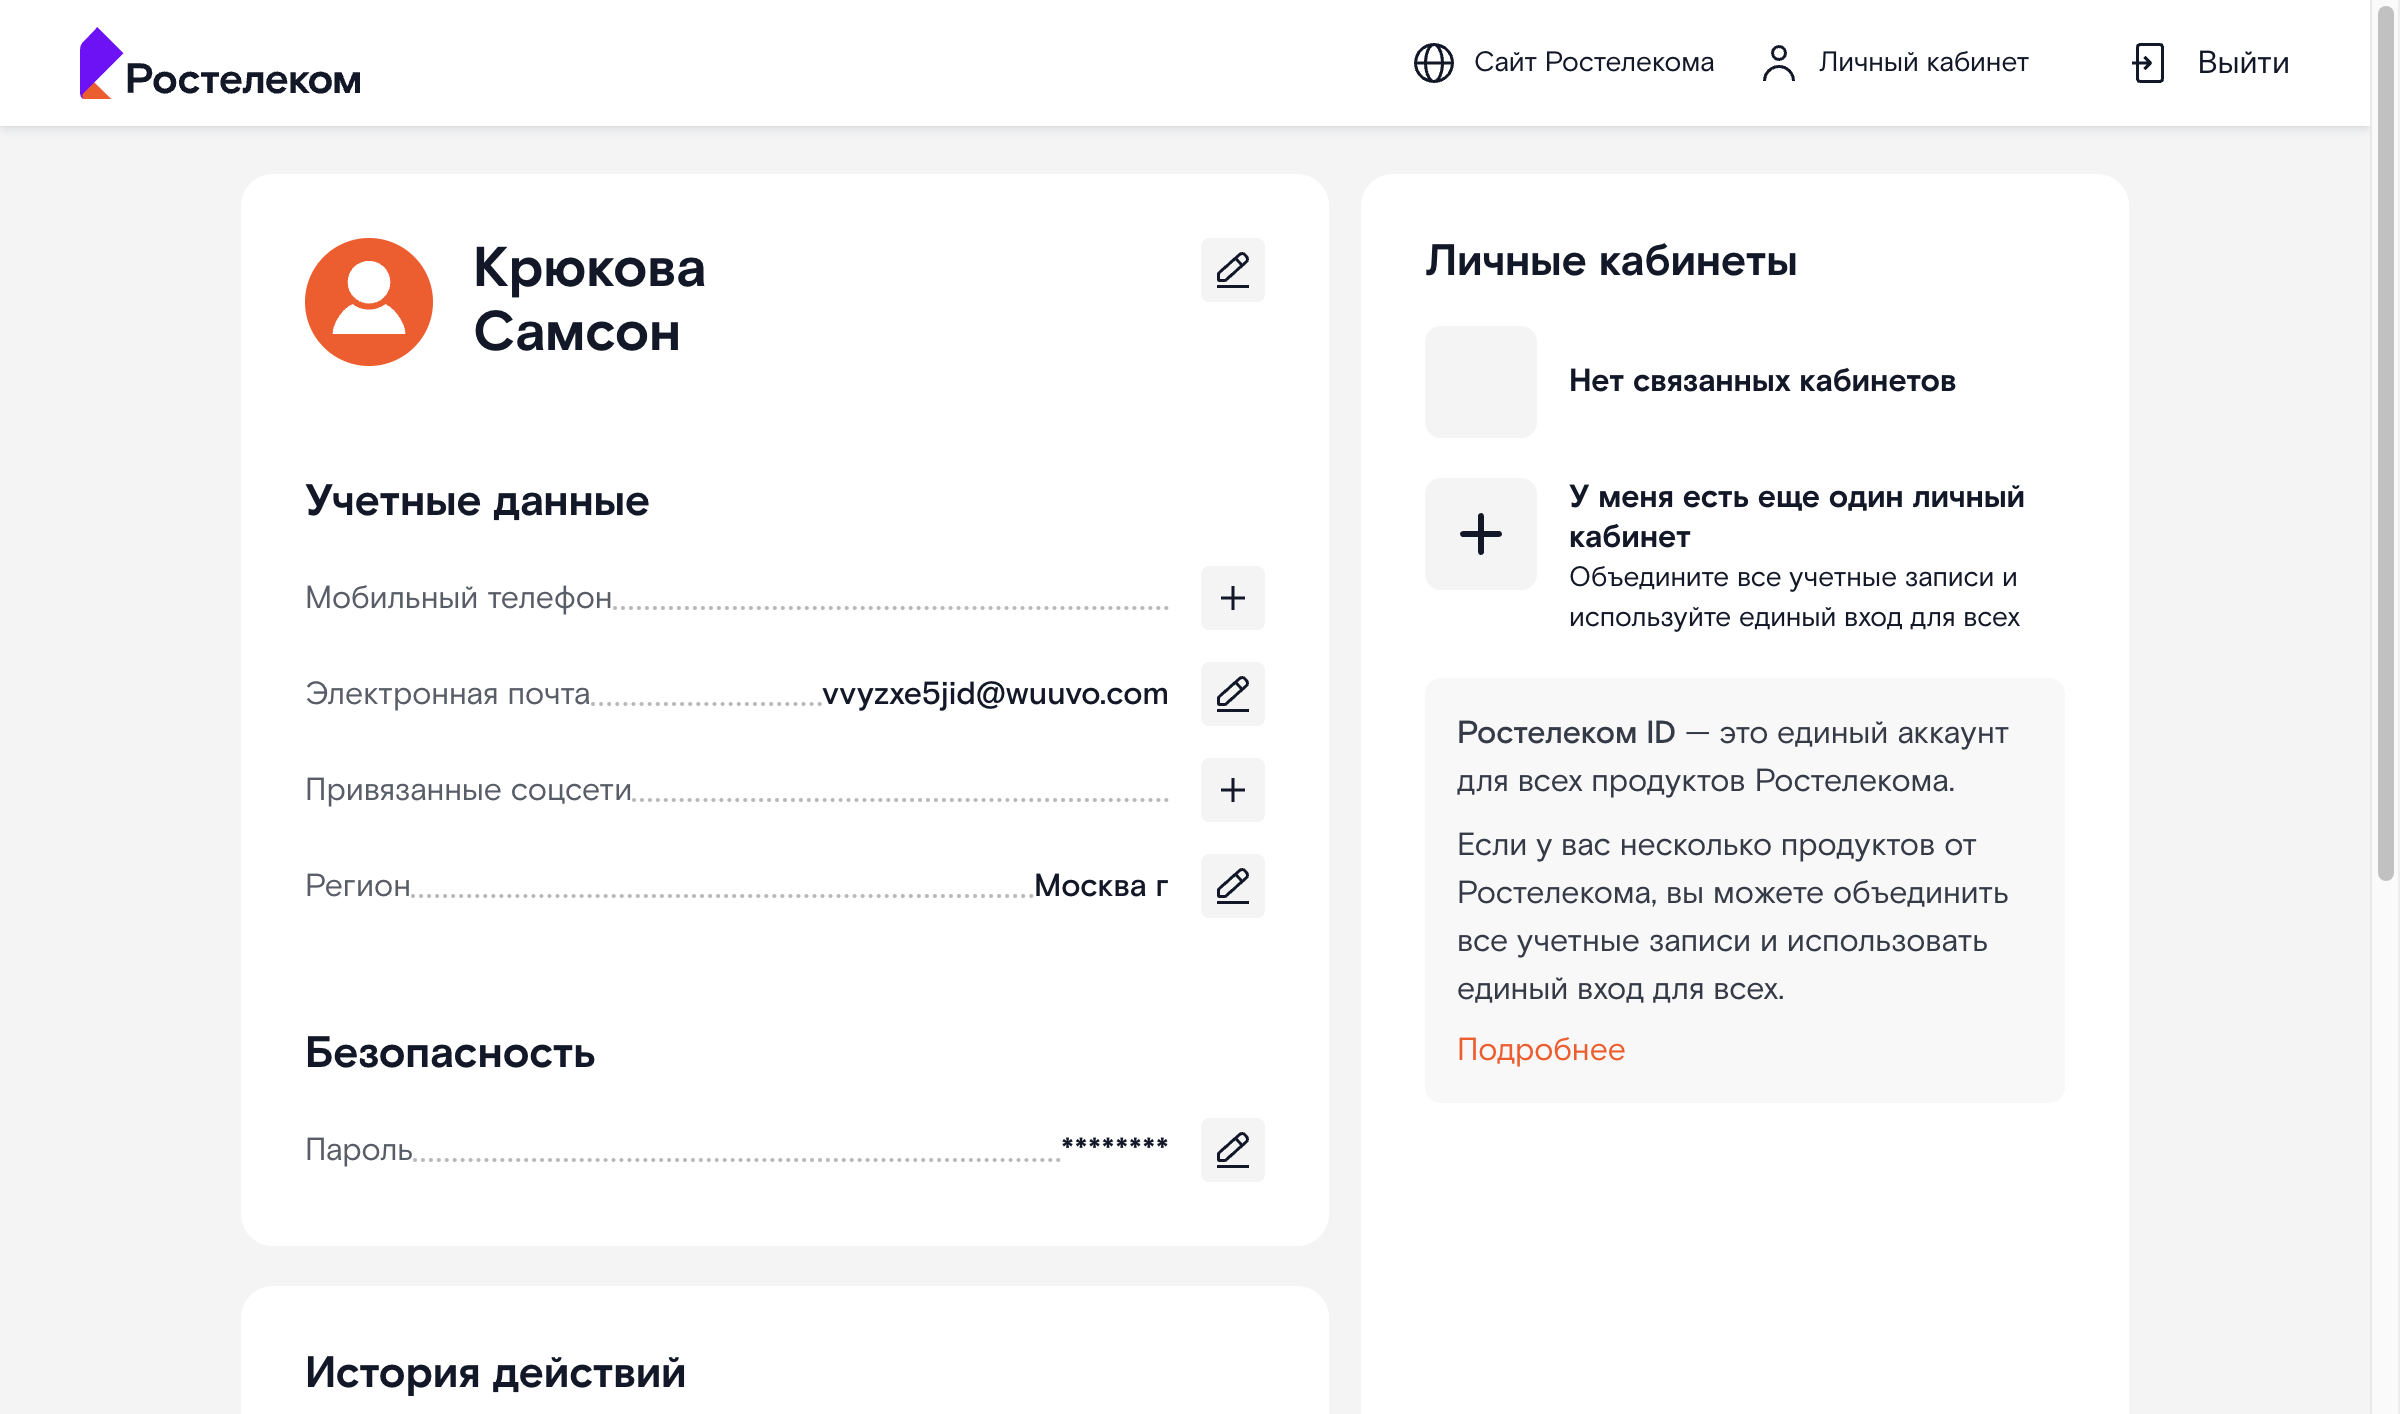 Ростелеком
Сайт Ростелекома
Личный кабинет
Выйти
Крюкова
Самсон
Учетные данные
Мобильный телефон
Электронная почта vvyzxe5jid@wuuvo.com
Привязанные соцсети
Регион Москва г
Безопасность
Пароль ********
История действий
Личные кабинеты
Нет связанных кабинетов
У меня есть еще один личный
кабинет
Объедините все учетные записи и
используйте единый вход для всех
Ростелеком ID — это единый аккаунт
для всех продуктов Ростелекома.
Если у вас несколько продуктов от
Ростелекома, вы можете объединить
все учетные записи и использовать
единый вход для всех.
Подробнее